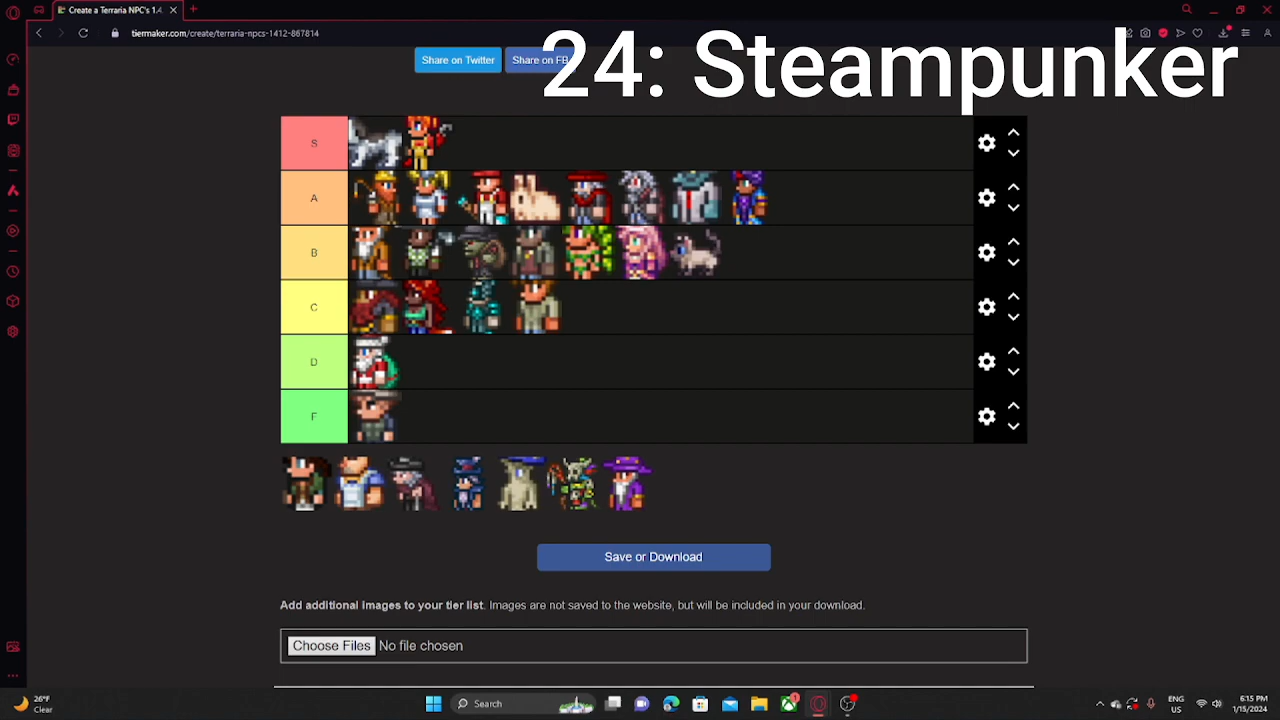 Create a Terraria NPC's 1.4.
tiermaker.com/create/terraria-npcs-1412-867814
24: Steampunker
Share on Twitter
Share on FB
S
A
B
C
D
F
Save or Download
Add additional images to your tier list. Images are not saved to the website, but will be included in your download.
Choose Files No file chosen
26°F
Clear
Search
1
ENG
US
6:15 PM
1/15/2024